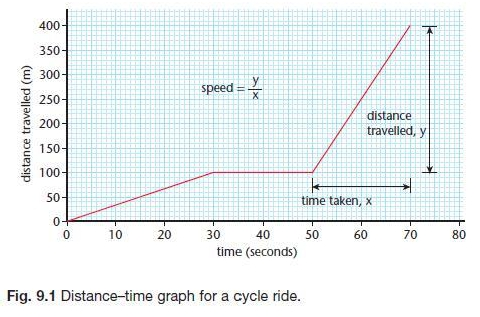 distance travelled (m)
400
350
300
250
200
150
100
50
0
speed = y/x
distance
travelled, y
time taken, x
0 10 20 30 40 50 60 70 80
time (seconds)
Fig. 9.1 Distance–time graph for a cycle ride.